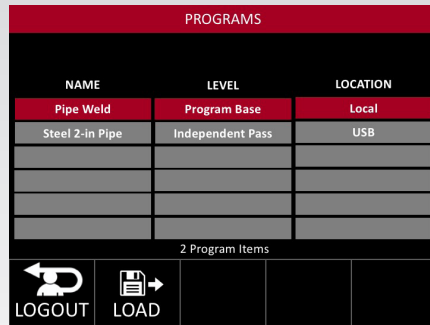 PROGRAMS
NAME LEVEL LOCATION
Pipe Weld Program Base Local
Steel 2-in Pipe Independent Pass USB
2 Program Items
LOGOUT LOAD